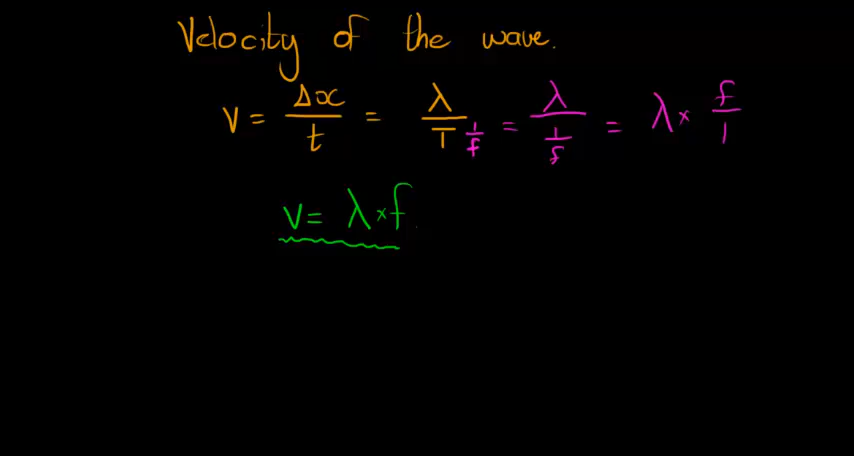 Velocity of the wave.
v = Δx/t = λ/T 1/f = λ/(1/f) = λ × f/1
v = λ × f